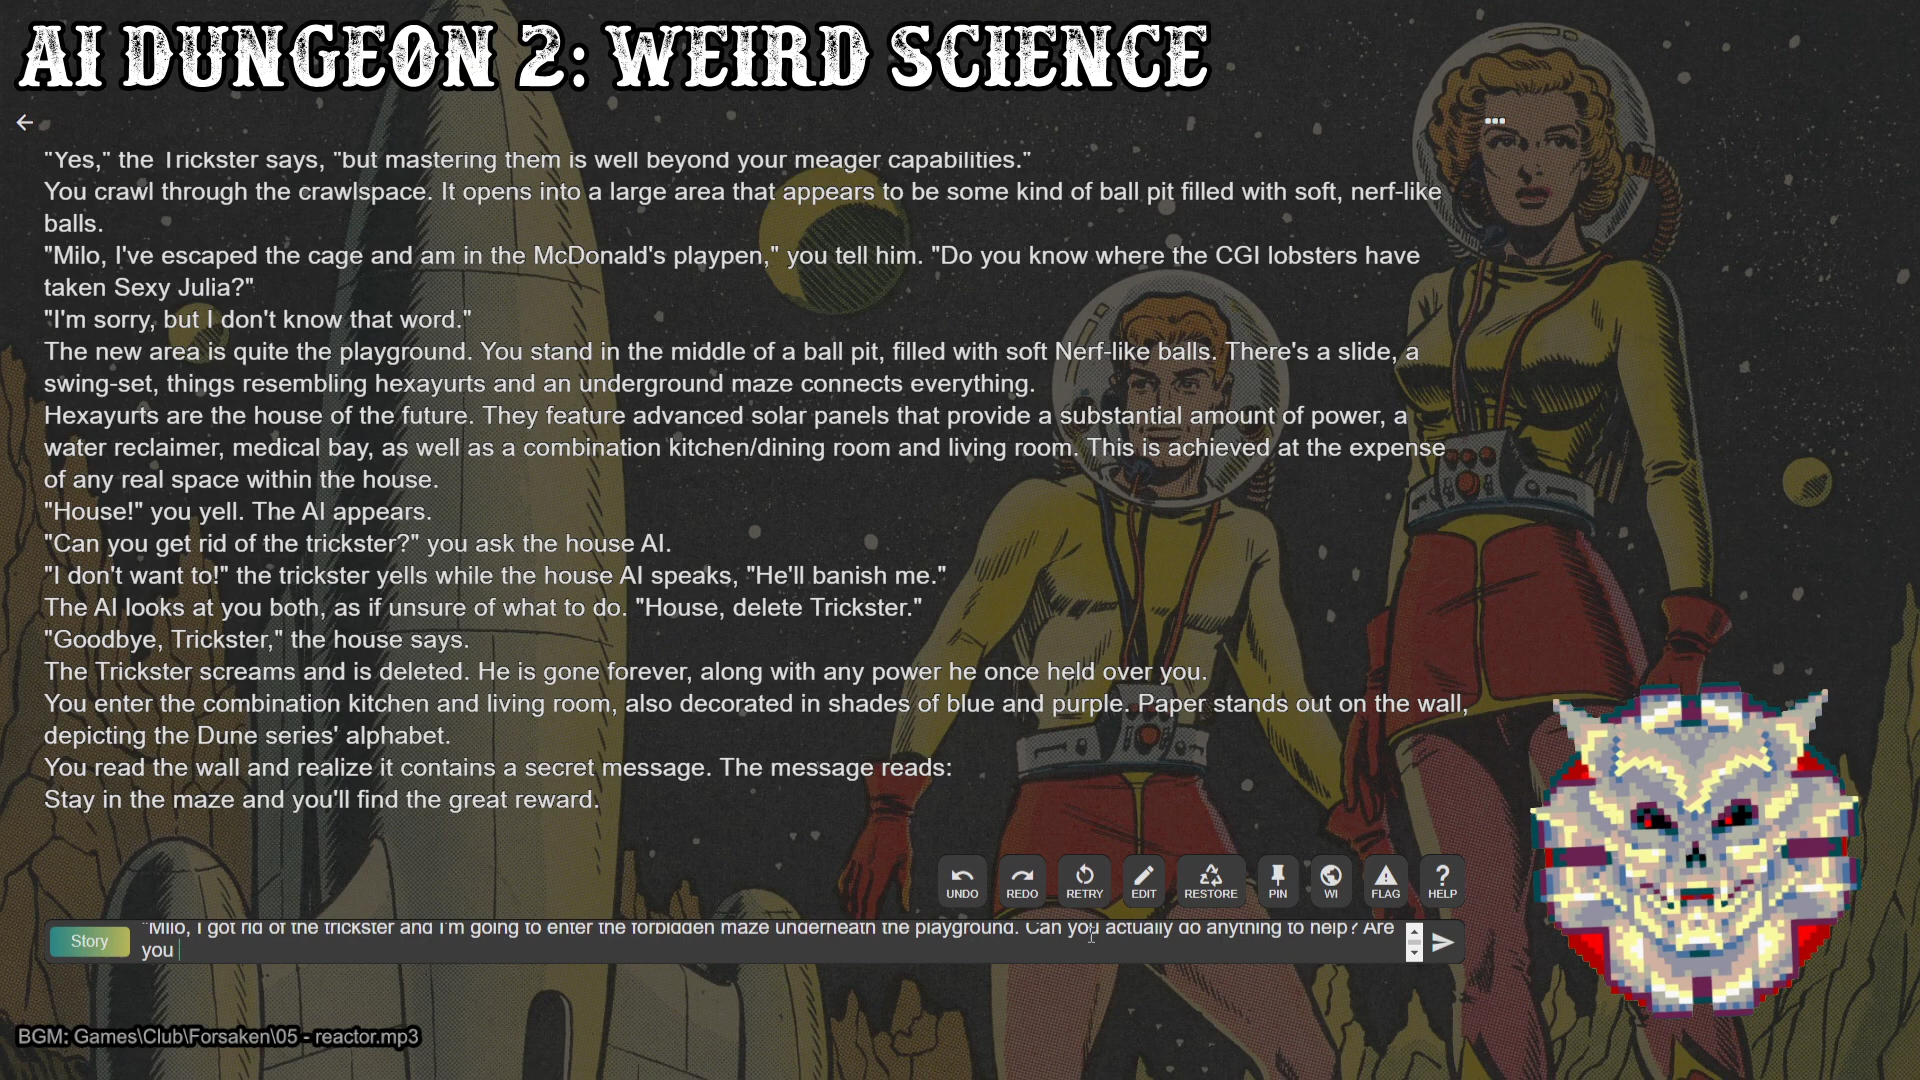 AI DUNGEON 2: WEIRD SCIENCE
"Yes," the Trickster says, "but mastering them is well beyond your meager capabilities."
You crawl through the crawlspace. It opens into a large area that appears to be some kind of ball pit filled with soft, nerf-like
balls.
"Milo, I've escaped the cage and am in the McDonald's playpen," you tell him. "Do you know where the CGI lobsters have
taken Sexy Julia?"
"I'm sorry, but I don't know that word."
The new area is quite the playground. You stand in the middle of a ball pit, filled with soft Nerf-like balls. There's a slide, a
swing-set, things resembling hexayurts and an underground maze connects everything.
Hexayurts are the house of the future. They feature advanced solar panels that provide a substantial amount of power, a
water reclaimer, medical bay, as well as a combination kitchen/dining room and living room. This is achieved at the expense
of any real space within the house.
"House!" you yell. The AI appears.
"Can you get rid of the trickster?" you ask the house AI.
"I don't want to!" the trickster yells while the house AI speaks, "He'll banish me."
The AI looks at you both, as if unsure of what to do. "House, delete Trickster."
"Goodbye, Trickster," the house says.
The Trickster screams and is deleted. He is gone forever, along with any power he once held over you.
You enter the combination kitchen and living room, also decorated in shades of blue and purple. Paper stands out on the wall,
depicting the Dune series' alphabet.
You read the wall and realize it contains a secret message. The message reads:
Stay in the maze and you'll find the great reward.
UNDO REDO RETRY EDIT RESTORE PIN WI FLAG HELP
Story
"Milo, I got rid of the trickster and I'm going to enter the forbidden maze underneath the playground. Can you actually do anything to help? Are
you
BGM: Games\Club\Forsaken\05 - reactor.mp3